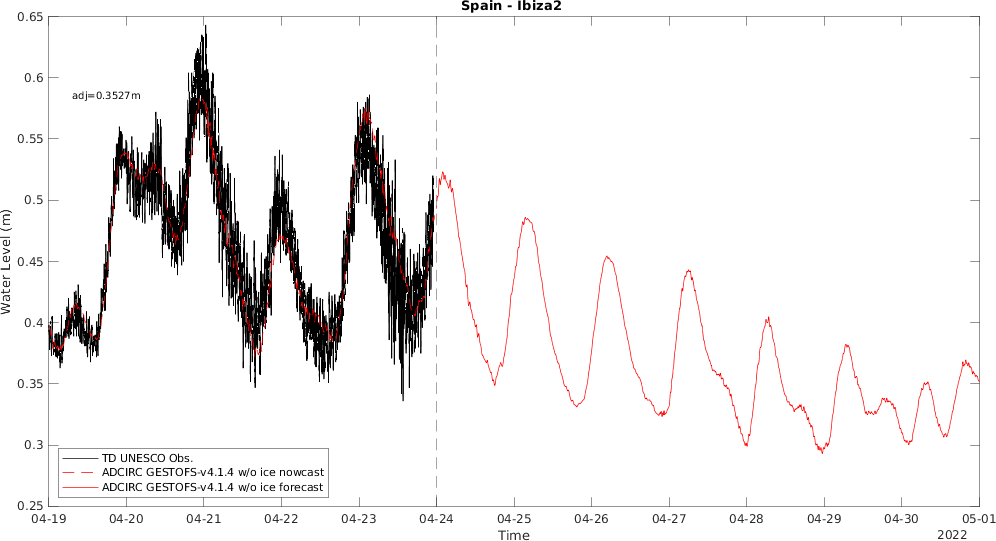 Spain - Ibiza2
0.65
0.6
0.55
0.5
0.45
0.4
0.35
0.3
0.25
Water Level (m)
adj=0.3527m
TD UNESCO Obs.
ADCIRC GESTOFS-v4.1.4 w/o ice nowcast
ADCIRC GESTOFS-v4.1.4 w/o ice forecast
04-19 04-20 04-21 04-22 04-23 04-24 04-25 04-26 04-27 04-28 04-29 04-30 05-01
Time
2022